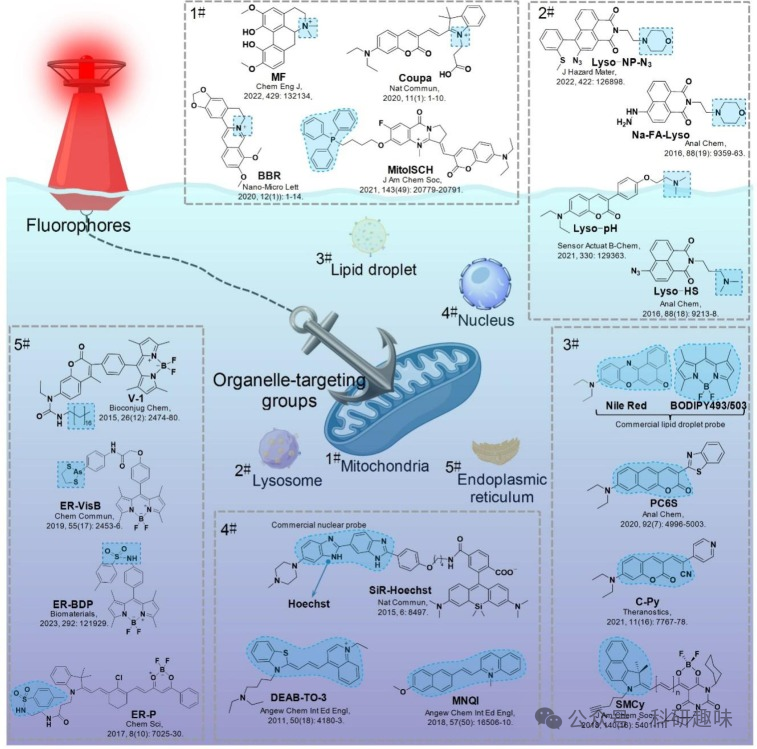 1#
MF
Chem Eng J,
2022, 429: 132134.
Coupa
Nat Commun,
2020, 11(1): 1-10.
BBR
Nano-Micro Lett
2020, 12(1)): 1-14.
MitoISCH
J Am Chem Soc,
2021, 143(49): 20779-20791.
2#
Lyso-NP-N₃
J Hazard Mater,
2022, 422: 126898.
Na-FA-Lyso
Anal Chem,
2016, 88(19): 9359-63.
Lyso-pH
Sensor Actuat B-Chem,
2021, 330: 129363.
Lyso-HS
Anal Chem,
2016, 88(18): 9213-8.
Fluorophores
3#
Lipid droplet
4#
Nucleus
Organelle-targeting
groups
1#
Mitochondria
2#
Lysosome
5#
Endoplasmic
reticulum
5#
V-1
Bioconjug Chem,
2015, 26(12): 2474-80.
ER-VisB
Chem Commun,
2019, 55(17): 2453-6.
ER-BDP
Biomaterials,
2023, 292: 121929.
ER-P
Chem Sci,
2017, 8(10): 7025-30.
4#
Commercial nuclear probe
Hoechst
SiR-Hoechst
Nat Commun,
2015, 6: 8497.
DEAB-TO-3
Angew Chem Int Ed Engl,
2011, 50(18): 4180-3.
MNQI
Angew Chem Int Ed Engl,
2018, 57(50): 16506-10.
3#
Nile Red
BODIPY493/503
Commercial lipid droplet probe
PC6S
Anal Chem,
2020, 92(7): 4996-5003.
C-Py
Theranostics,
2021, 11(16): 7767-78.
SMCy
Am Chem Soc,
公众号 · 科研趣味